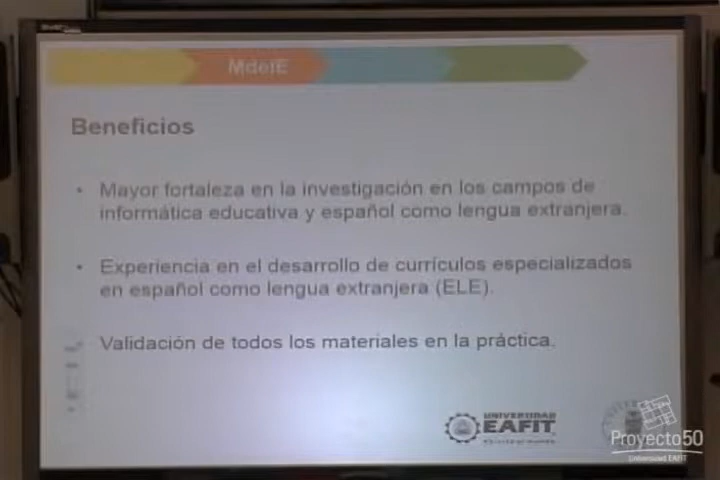 MdeIE
Beneficios
• Mayor fortaleza en la investigación en los campos de
informática educativa y español como lengua extranjera.
• Experiencia en el desarrollo de currículos especializados
en español como lengua extranjera (ELE).
Validación de todos los materiales en la práctica.
UNIVERSIDAD
EAFIT
Proyecto50
Universidad EAFIT